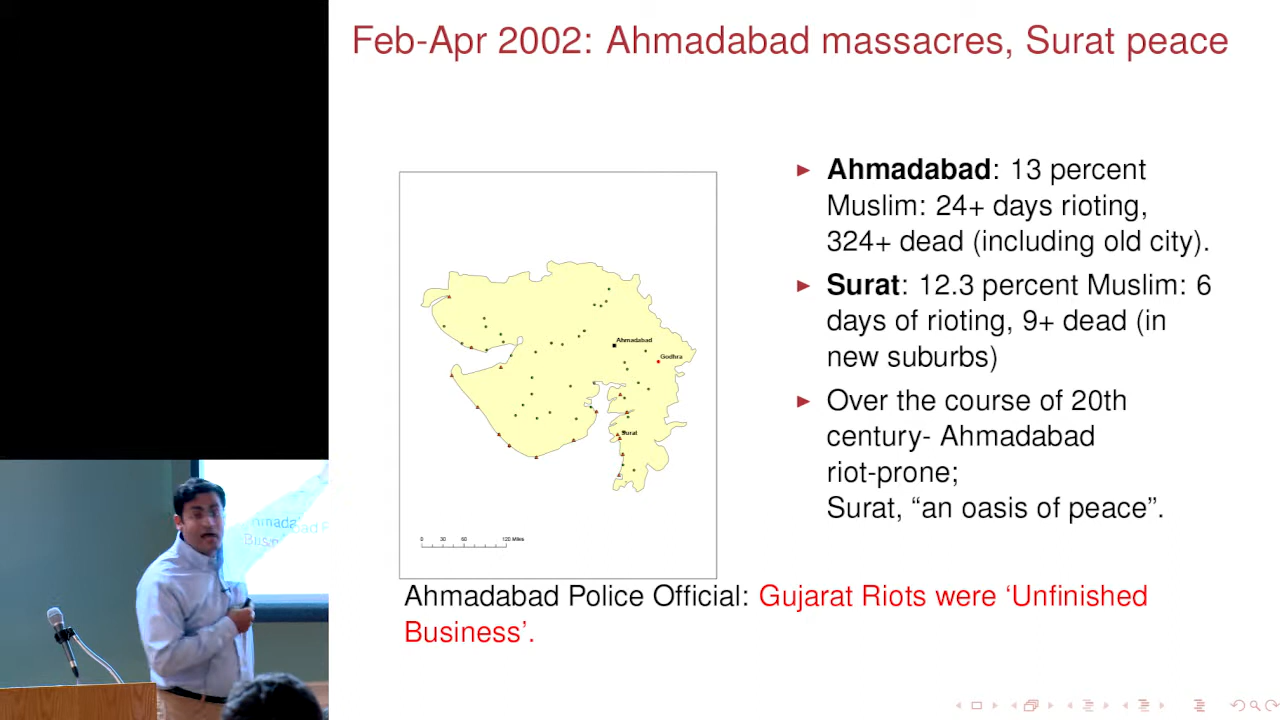 Feb-Apr 2002: Ahmadabad massacres, Surat peace
Ahmadabad: 13 percent
Muslim: 24+ days rioting,
324+ dead (including old city).
Surat: 12.3 percent Muslim: 6
days of rioting, 9+ dead (in
new suburbs)
Over the course of 20th
century- Ahmadabad
riot-prone;
Surat, “an oasis of peace”.
Ahmadabad
Godhra
Surat
0 30 60 120 Miles
Ahmadabad Police Official: Gujarat Riots were ‘Unfinished
Business’.